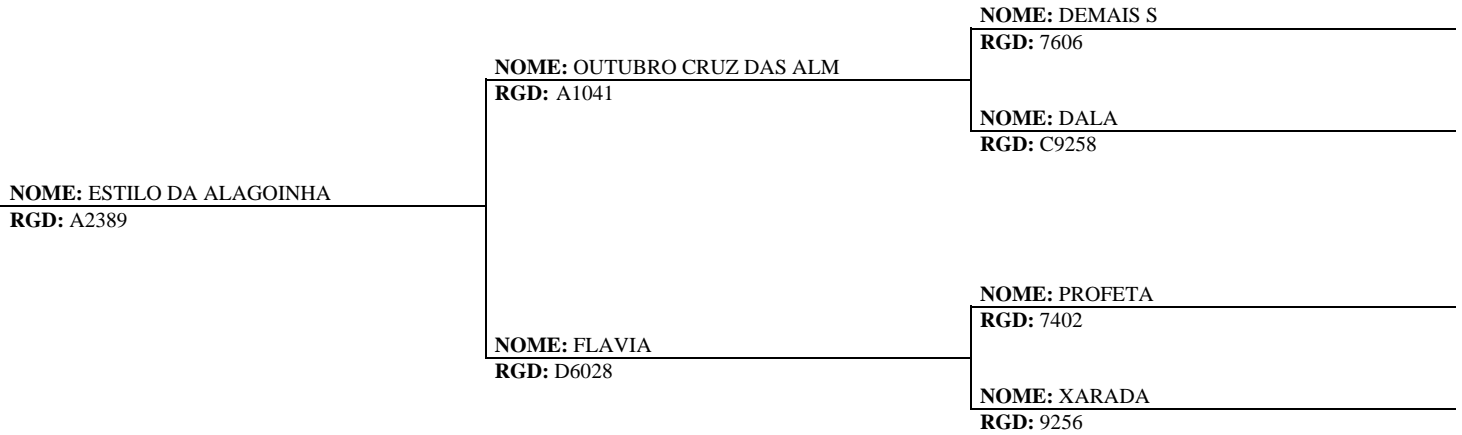 NOME: DEMAIS S
RGD: 7606
NOME: OUTUBRO CRUZ DAS ALM
RGD: A1041
NOME: DALA
RGD: C9258
NOME: ESTILO DA ALAGOINHA
RGD: A2389
NOME: PROFETA
RGD: 7402
NOME: FLAVIA
RGD: D6028
NOME: XARADA
RGD: 9256